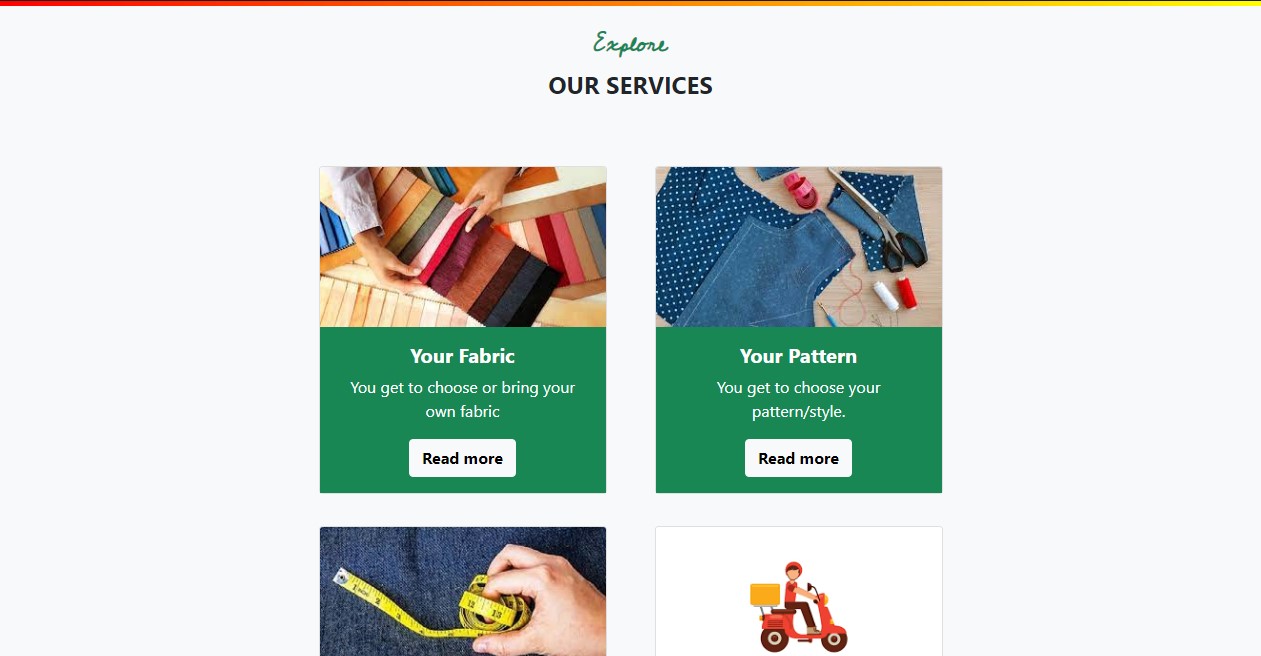 Explore
OUR SERVICES
Your Fabric
You get to choose or bring your
own fabric
Read more
Your Pattern
You get to choose your
pattern/style.
Read more